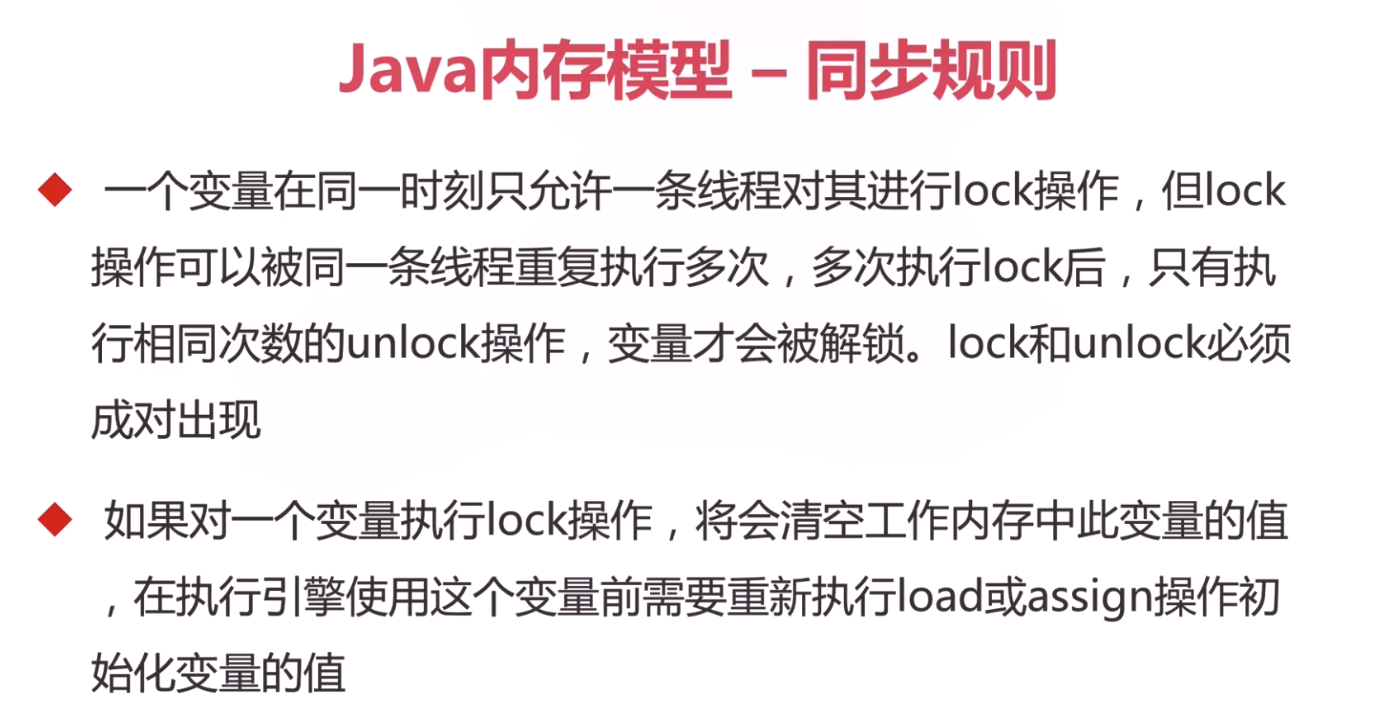 Java内存模型 – 同步规则
一个变量在同一时刻只允许一条线程对其进行lock操作，但lock
操作可以被同一条线程重复执行多次，多次执行lock后，只有执
行相同次数的unlock操作，变量才会被解锁。lock和unlock必须
成对出现
如果对一个变量执行lock操作，将会清空工作内存中此变量的值
，在执行引擎使用这个变量前需要重新执行load或assign操作初
始化变量的值